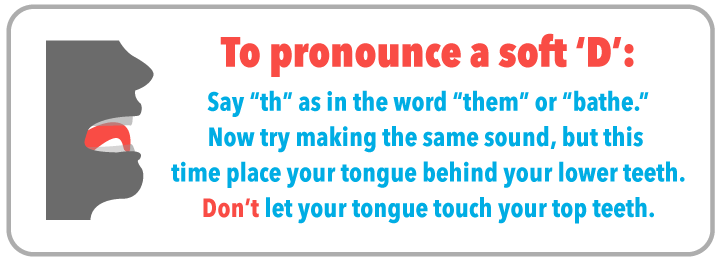 To pronounce a soft ‘D’:
Say “th” as in the word “them” or “bathe.”
Now try making the same sound, but this
time place your tongue behind your lower teeth.
Don’t let your tongue touch your top teeth.